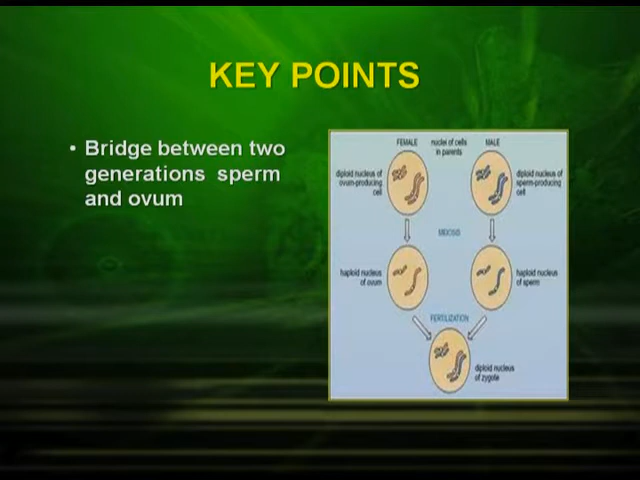 KEY POINTS
• Bridge between two
generations sperm
and ovum
FEMALE
nuclei of cells
in parents
MALE
diploid nucleus of
ovum-producing
cell
diploid nucleus of
sperm-producing
cell
MEIOSIS
haploid nucleus
of ovum
haploid nucleus
of sperm
FERTILIZATION
diploid nucleus
of zygote